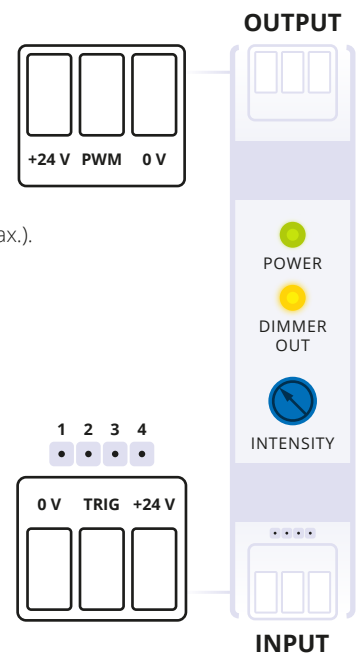 OUTPUT
+24 V PWM 0 V
ax.).
POWER
DIMMER
OUT
INTENSITY
1 2 3 4
0 V TRIG +24 V
INPUT